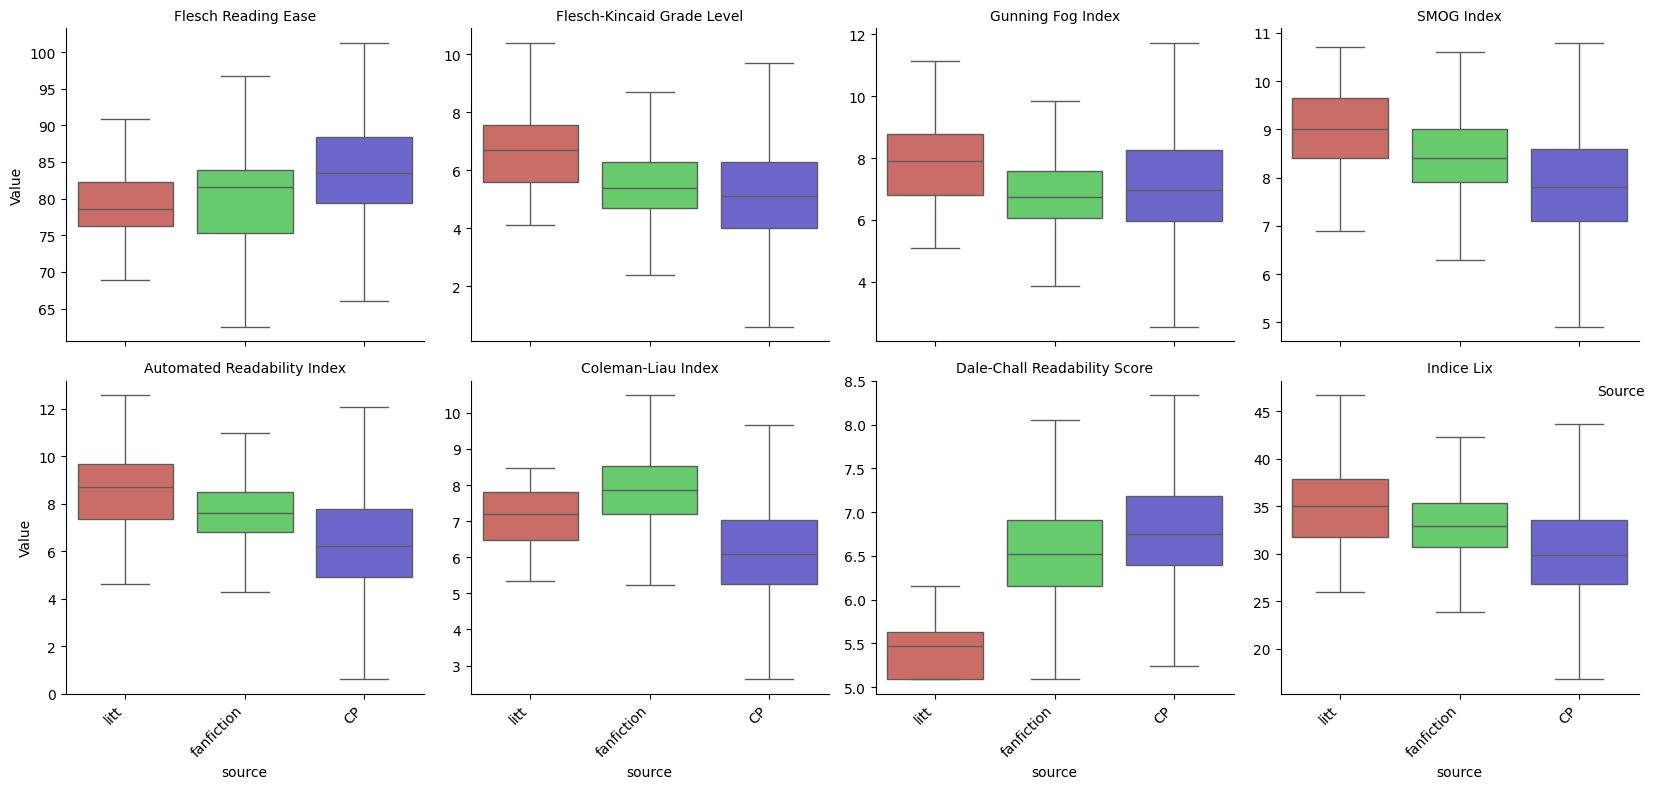 Flesch Reading Ease
Flesch-Kincaid Grade Level
Gunning Fog Index
SMOG Index
Value
100
95
90
85
80
75
70
65
10
8
6
4
2
12
10
8
6
4
11
10
9
8
7
6
5
Automated Readability Index
Coleman-Liau Index
Dale-Chall Readability Score
Indice Lix
Value
12
10
8
6
4
2
0
10
9
8
7
6
5
4
3
8.5
8.0
7.5
7.0
6.5
6.0
5.5
5.0
45
40
35
30
25
20
Source
litt
fanfiction
CP
source
litt
fanfiction
CP
source
litt
fanfiction
CP
source
litt
fanfiction
CP
source